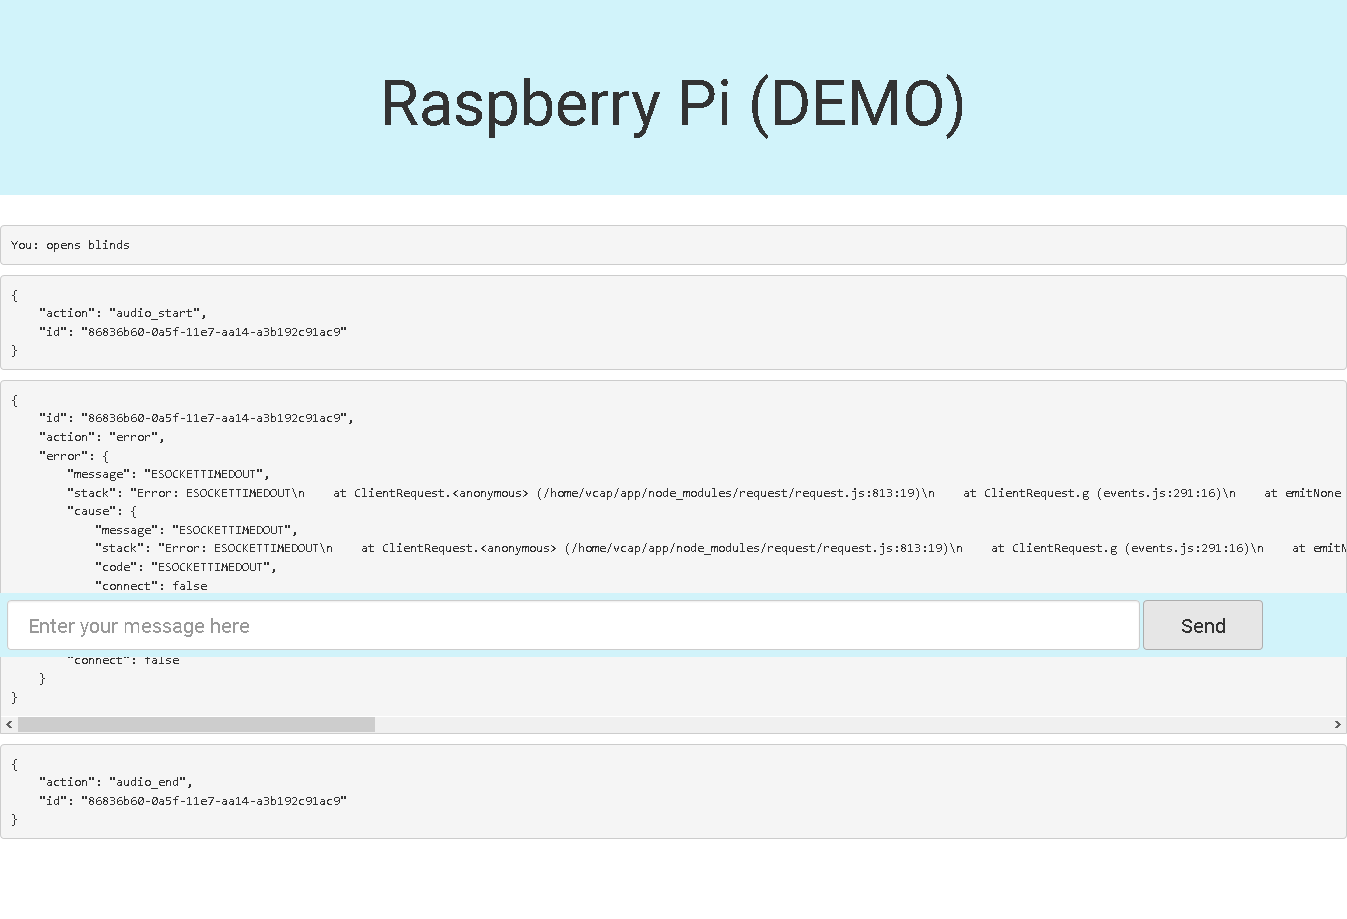 Raspberry Pi (DEMO)
You: opens blinds
{
    "action": "audio_start",
    "id": "86836b60-0a5f-11e7-aa14-a3b192c91ac9"
}
{
    "id": "86836b60-0a5f-11e7-aa14-a3b192c91ac9",
    "action": "error",
    "error": {
        "message": "ESOCKETTIMEDOUT",
        "stack": "Error: ESOCKETTIMEDOUT\n    at ClientRequest.<anonymous> (/home/vcap/app/node_modules/request/request.js:813:19)\n    at ClientRequest.g (events.js:291:16)\n    at emitNone
        "cause": {
            "message": "ESOCKETTIMEDOUT",
            "stack": "Error: ESOCKETTIMEDOUT\n    at ClientRequest.<anonymous> (/home/vcap/app/node_modules/request/request.js:813:19)\n    at ClientRequest.g (events.js:291:16)\n    at emitN
            "code": "ESOCKETTIMEDOUT",
            "connect": false
Enter your message here
Send
        "connect": false
    }
}
{
    "action": "audio_end",
    "id": "86836b60-0a5f-11e7-aa14-a3b192c91ac9"
}